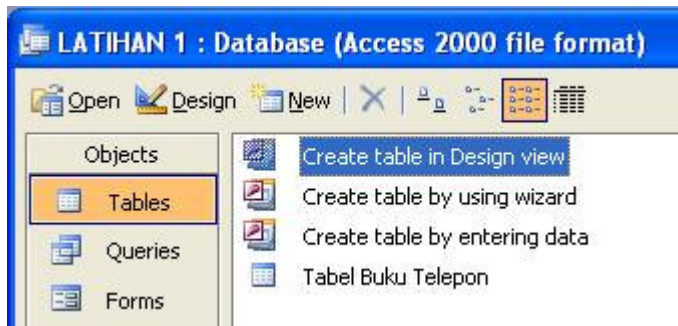 LATIHAN 1 : Database (Access 2000 file format)
Open Design New
Objects
Tables
Queries
Forms
Create table in Design view
Create table by using wizard
Create table by entering data
Tabel Buku Telepon